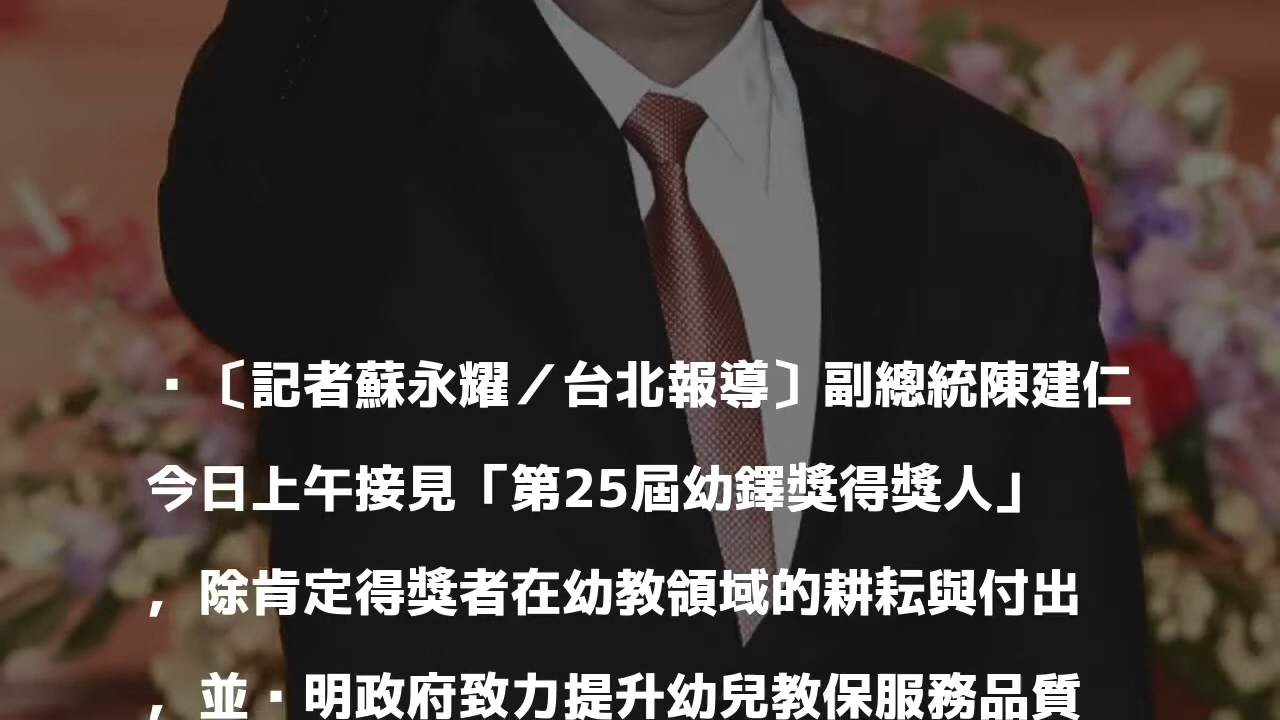 ▪〔記者蘇永耀／台北報導〕副總統陳建仁
今日上午接見「第25屆幼鐸獎得獎人」
，除肯定得獎者在幼教領域的耕耘與付出
，並▪明政府致力提升幼兒教保服務品質